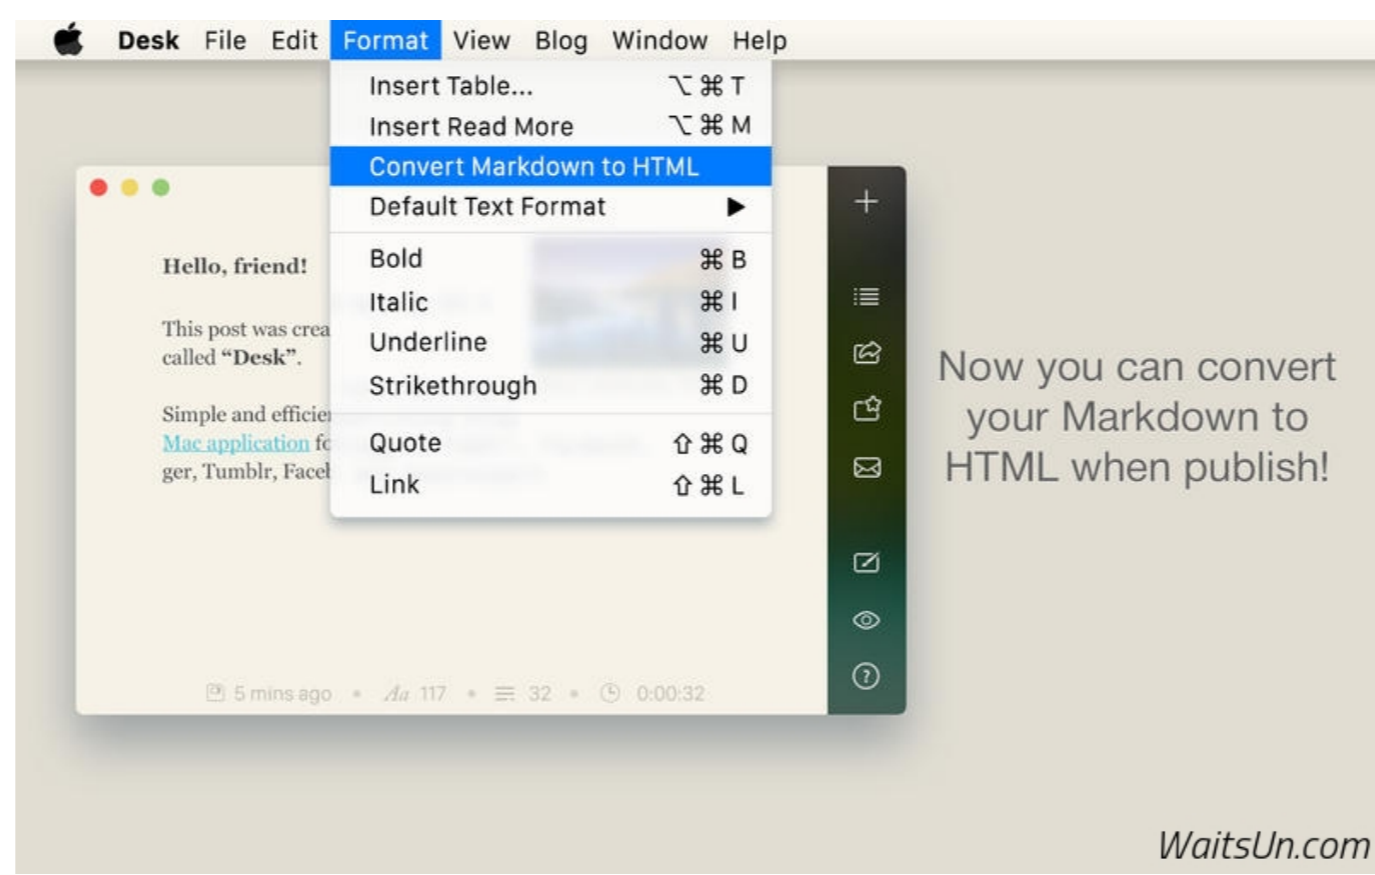 Desk File Edit Format View Blog Window Help
Insert Table... ⌥ ⌘ T
Insert Read More ⌥ ⌘ M
Convert Markdown to HTML
Default Text Format ▶
Bold ⌘ B
Italic ⌘ I
Underline ⌘ U
Strikethrough ⌘ D
Quote ⇧ ⌘ Q
Link ⇧ ⌘ L
Hello, friend!
This post was crea
called “Desk”.
Simple and efficie
Mac application fo
ger, Tumblr, Faceb
5 mins ago • Aa 117 • 32 • 0:00:32
Now you can convert
your Markdown to
HTML when publish!
WaitsUn.com